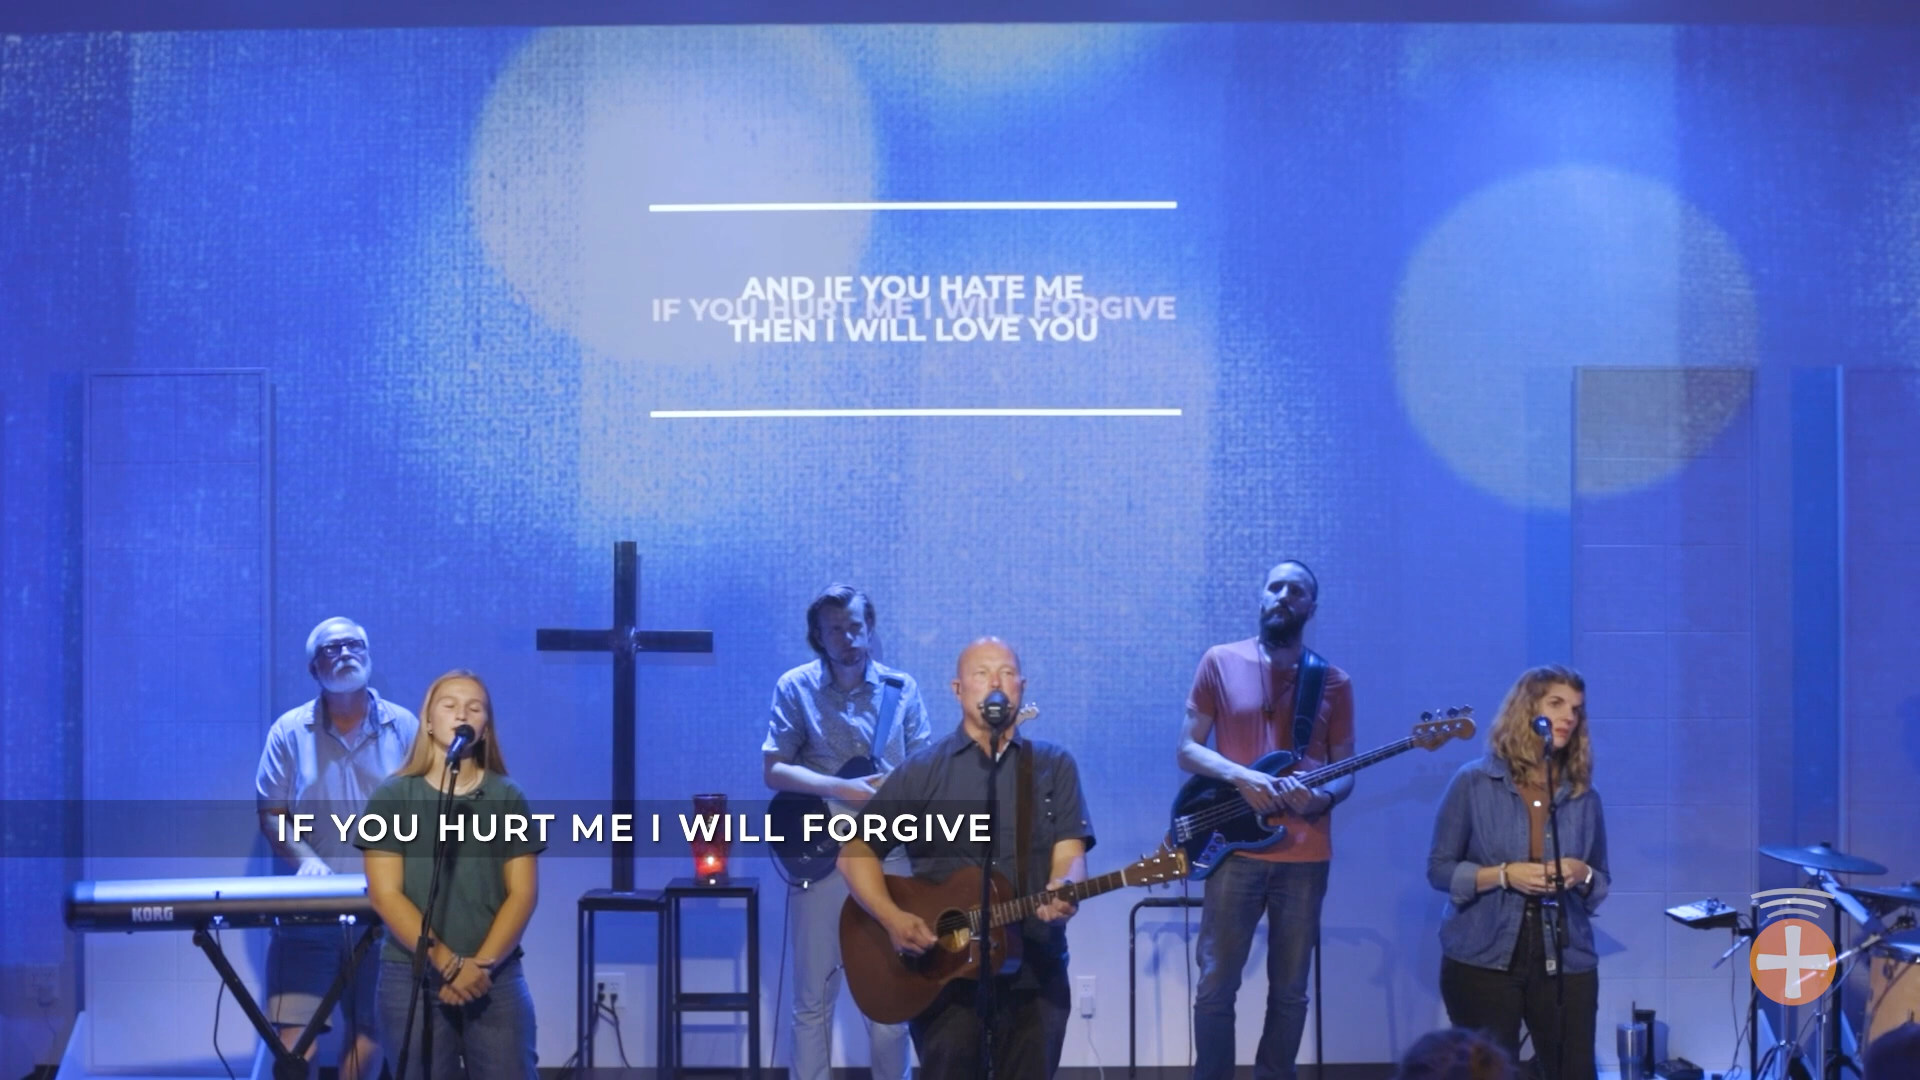 AND IF YOU HATE ME
IF YOU HURT ME I WILL FORGIVE
THEN I WILL LOVE YOU
IF YOU HURT ME I WILL FORGIVE
KORG